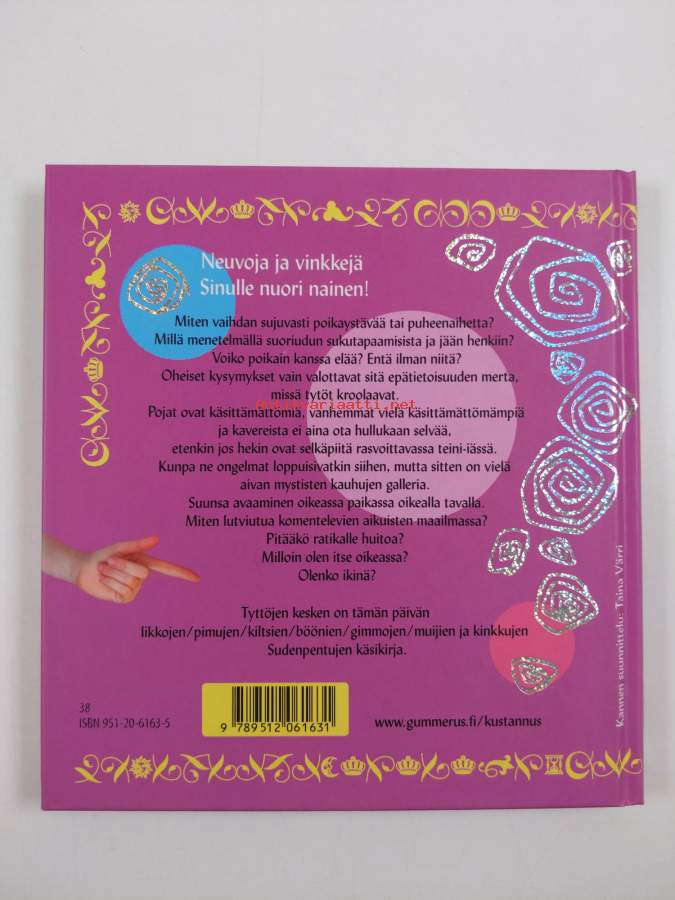 Neuvoja ja vinkkejä
Sinulle nuori nainen!
Miten vaihdan sujuvasti poikaystävää tai puheenaihetta?
Millä menetelmällä suoriudun sukutapaamisista ja jään henkiin?
Voiko poikain kanssa elää? Entä ilman niitä?
Oheiset kysymykset vain valottavat sitä epätietoisuuden merta,
missä tytöt kroolaavat.
antikvariaatti.net
Pojat ovat käsittämättömiä, vanhemmat vielä käsittämättömämpiä
ja kavereista ei aina ota hullukaan selvää,
etenkin jos hekin ovat selkäpiitä rasvoittavassa teini-iässä.
Kunpa ne ongelmat loppuisivatkin siihen, mutta sitten on vielä
aivan mystisten kauhujen galleria.
Suunsa avaaminen oikeassa paikassa oikealla tavalla.
Miten lutviutua komentelevien aikuisten maailmassa?
Pitääkö ratikalle huitoa?
Milloin olen itse oikeassa?
Olenko ikinä?
Tyttöjen kesken on tämän päivän
likkojen/pimujen/kiltsien/böönien/gimmojen/muijien ja kinkkujen
Sudenpentujen käsikirja.
38
ISBN 951-20-6163-5
9 789512 061631
www.gummerus.fi/kustannus
Kannen suunnittelu: Taina Värri